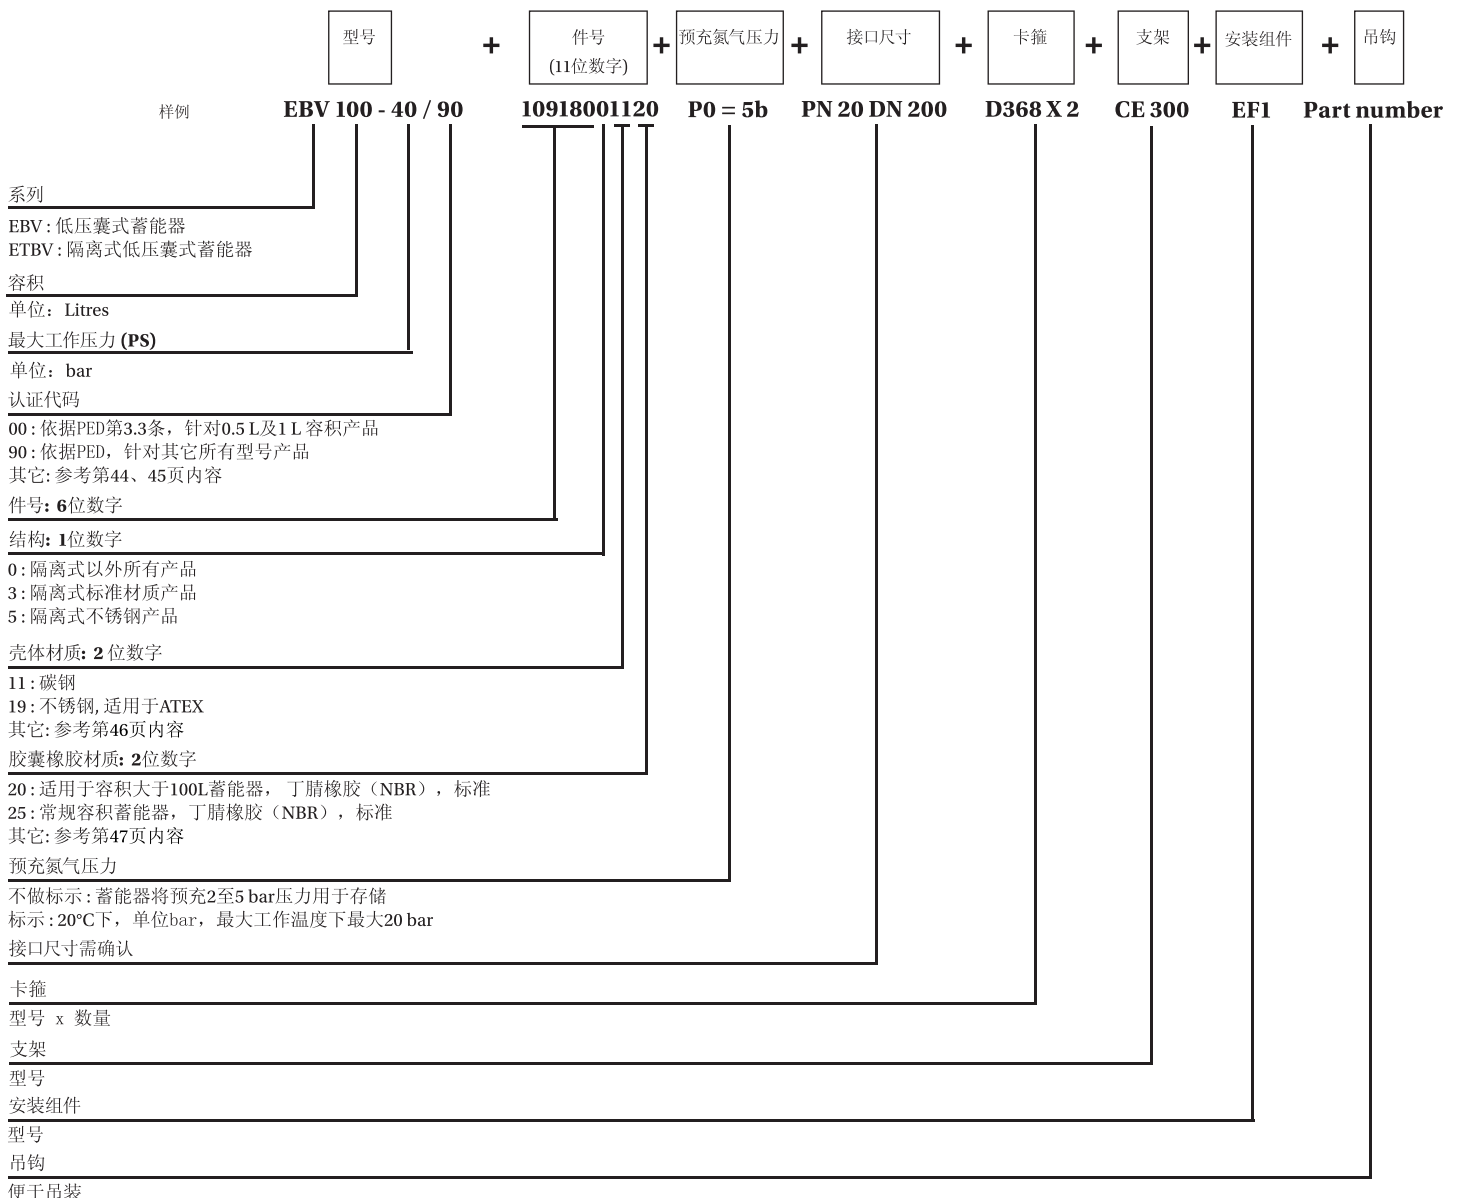 型号 + 件号 + 预充氮气压力 + 接口尺寸 + 卡箍 + 支架 + 安装组件 + 吊钩
(11位数字)
样例 EBV 100 - 40 / 90 10918001120 P0 = 5b PN 20 DN 200 D368 X 2 CE 300 EF1 Part number
系列
EBV : 低压囊式蓄能器
ETBV : 隔离式低压囊式蓄能器
容积
单位：Litres
最大工作压力 (PS)
单位：bar
认证代码
00 : 依据PED第3.3条，针对0.5 L及1 L 容积产品
90 : 依据PED，针对其它所有型号产品
其它: 参考第44、45页内容
件号: 6位数字
结构: 1位数字
0 : 隔离式以外所有产品
3 : 隔离式标准材质产品
5 : 隔离式不锈钢产品
壳体材质: 2 位数字
11 : 碳钢
19 : 不锈钢, 适用于ATEX
其它: 参考第46页内容
胶囊橡胶材质: 2位数字
20 : 适用于容积大于100L蓄能器， 丁腈橡胶（NBR），标准
25 : 常规容积蓄能器，丁腈橡胶（NBR），标准
其它: 参考第47页内容
预充氮气压力
不做标示 : 蓄能器将预充2至5 bar压力用于存储
标示 : 20°C下，单位bar，最大工作温度下最大20 bar
接口尺寸需确认
卡箍
型号 x 数量
支架
型号
安装组件
型号
吊钩
便于吊装